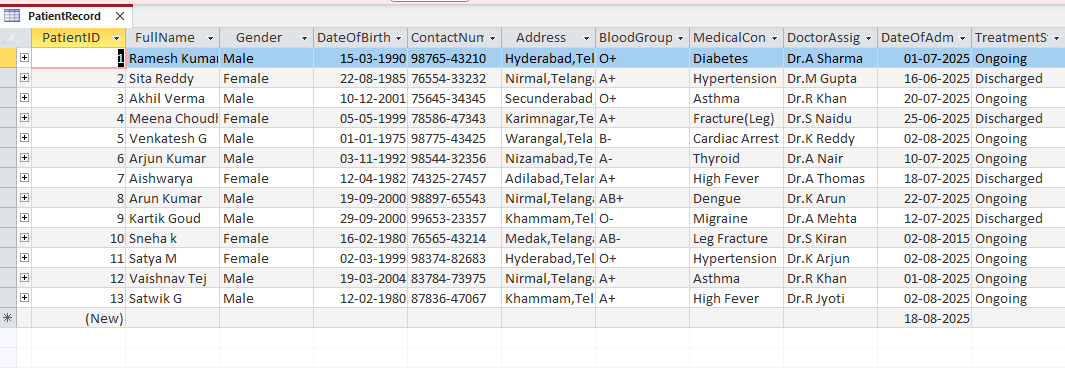 PatientRecord
PatientID FullName Gender DateOfBirth ContactNum Address BloodGroup MedicalCon DoctorAssig DateOfAdm TreatmentS
1 Ramesh Kumar Male 15-03-1990 98765-43210 Hyderabad,Tel O+ Diabetes Dr.A Sharma 01-07-2025 Ongoing
2 Sita Reddy Female 22-08-1985 76554-33232 Nirmal,Telanga A+ Hypertension Dr.M Gupta 16-06-2025 Discharged
3 Akhil Verma Male 10-12-2001 75645-34345 Secunderabad O+ Asthma Dr.R Khan 20-07-2025 Ongoing
4 Meena Choudh Female 05-05-1999 78586-47343 Karimnagar,Te A+ Fracture(Leg) Dr.S Naidu 25-06-2025 Discharged
5 Venkatesh G Male 01-01-1975 98775-43425 Warangal,Tela B- Cardiac Arrest Dr.K Reddy 02-08-2025 Ongoing
6 Arjun Kumar Male 03-11-1992 98544-32356 Nizamabad,Te A- Thyroid Dr.A Nair 10-07-2025 Ongoing
7 Aishwarya Female 12-04-1982 74325-27457 Adilabad,Telan A+ High Fever Dr.A Thomas 18-07-2025 Discharged
8 Arun Kumar Male 19-09-2000 98897-65543 Nirmal,Telanga AB+ Dengue Dr.K Arun 22-07-2025 Ongoing
9 Kartik Goud Male 29-09-2000 99653-23357 Khammam,Tel O- Migraine Dr.A Mehta 12-07-2025 Discharged
10 Sneha k Female 16-02-1980 76565-43214 Medak,Telang AB- Leg Fracture Dr.S Kiran 02-08-2015 Ongoing
11 Satya M Female 02-03-1999 98374-82683 Hyderabad,Tel O+ Hypertension Dr.K Arjun 02-08-2025 Ongoing
12 Vaishnav Tej Male 19-03-2004 83784-73975 Nirmal,Telanga A+ Asthma Dr.R Khan 01-08-2025 Ongoing
13 Satwik G Male 12-02-1980 87836-47067 Khammam,Tel A+ High Fever Dr.R Jyoti 02-08-2025 Ongoing
(New) 18-08-2025